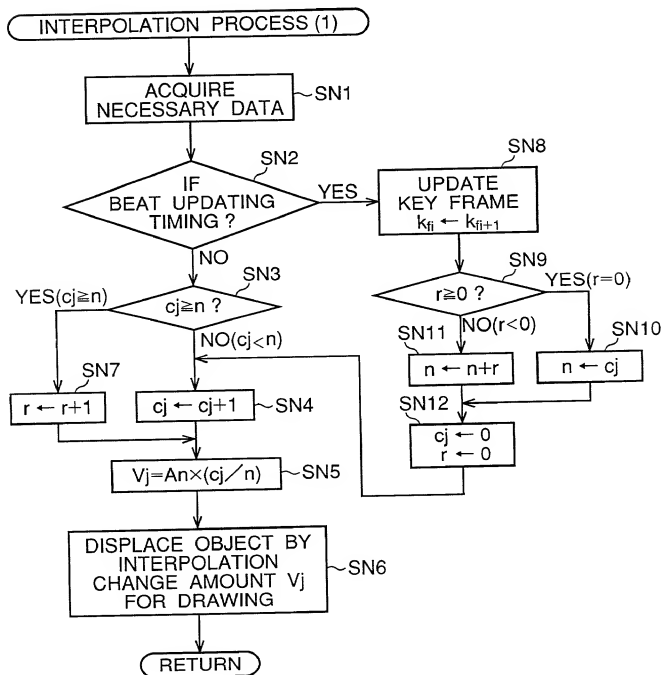 INTERPOLATION PROCESS (1)
ACQUIRE
NECESSARY DATA
SN1
IF
BEAT UPDATING
TIMING ?
SN2
YES
NO
SN8
UPDATE
KEY FRAME
kfi ← kfi+1
SN3
cj≧n ?
YES(cj≧n)
NO(cj<n)
SN9
r≧0 ?
YES(r=0)
NO(r<0)
SN7
r ← r+1
cj ← cj+1
SN4
SN11
n ← n+r
SN10
n ← cj
SN12
cj ← 0
r ← 0
Vj=An×(cj/n)
SN5
DISPLACE OBJECT BY
INTERPOLATION
CHANGE AMOUNT Vj
FOR DRAWING
SN6
RETURN